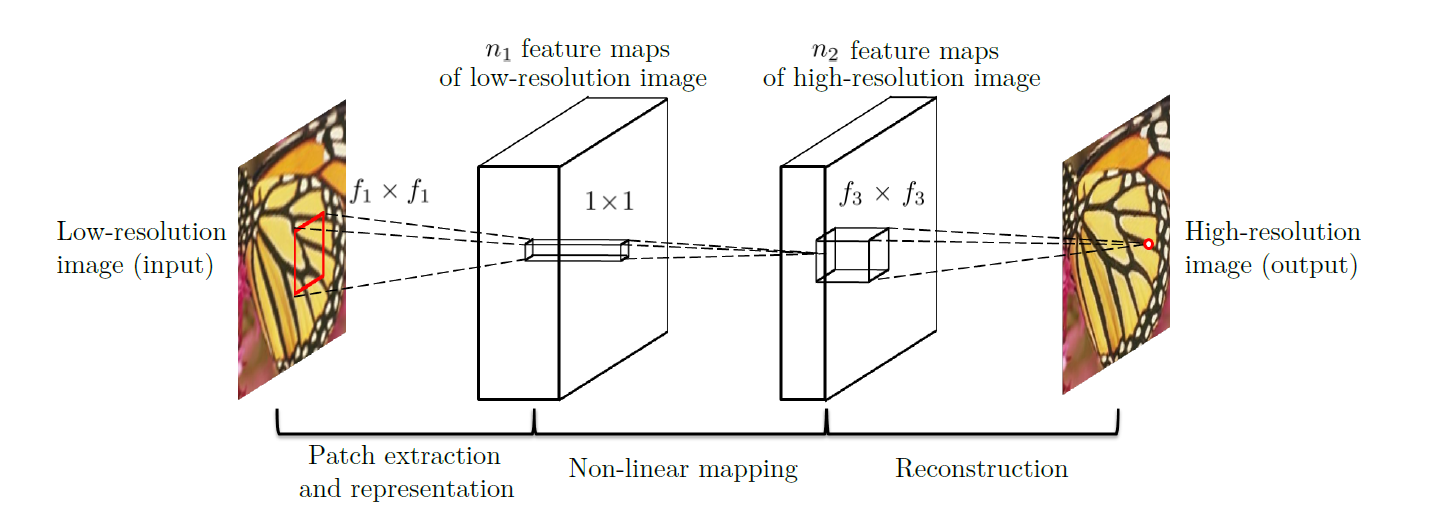 n₁ feature maps
of low-resolution image
n₂ feature maps
of high-resolution image
f₁ × f₁
1×1
f₃ × f₃
Low-resolution
image (input)
High-resolution
image (output)
Patch extraction
and representation
Non-linear mapping
Reconstruction